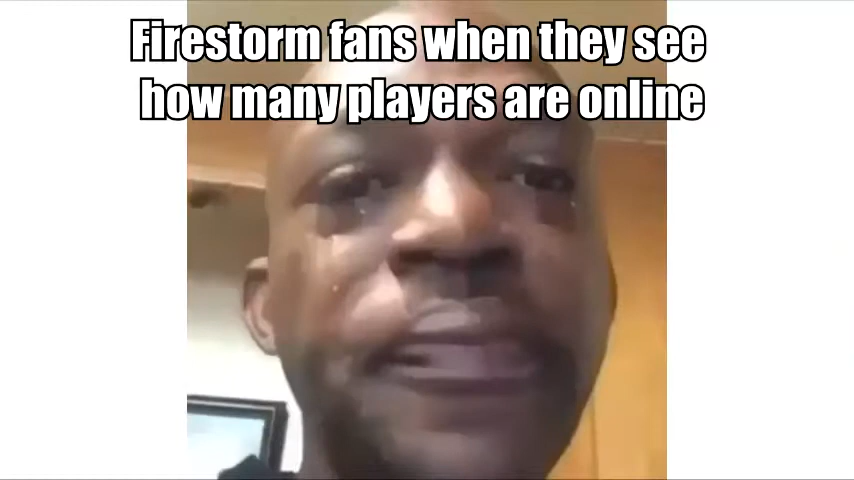 Firestorm fans when they see
how many players are online